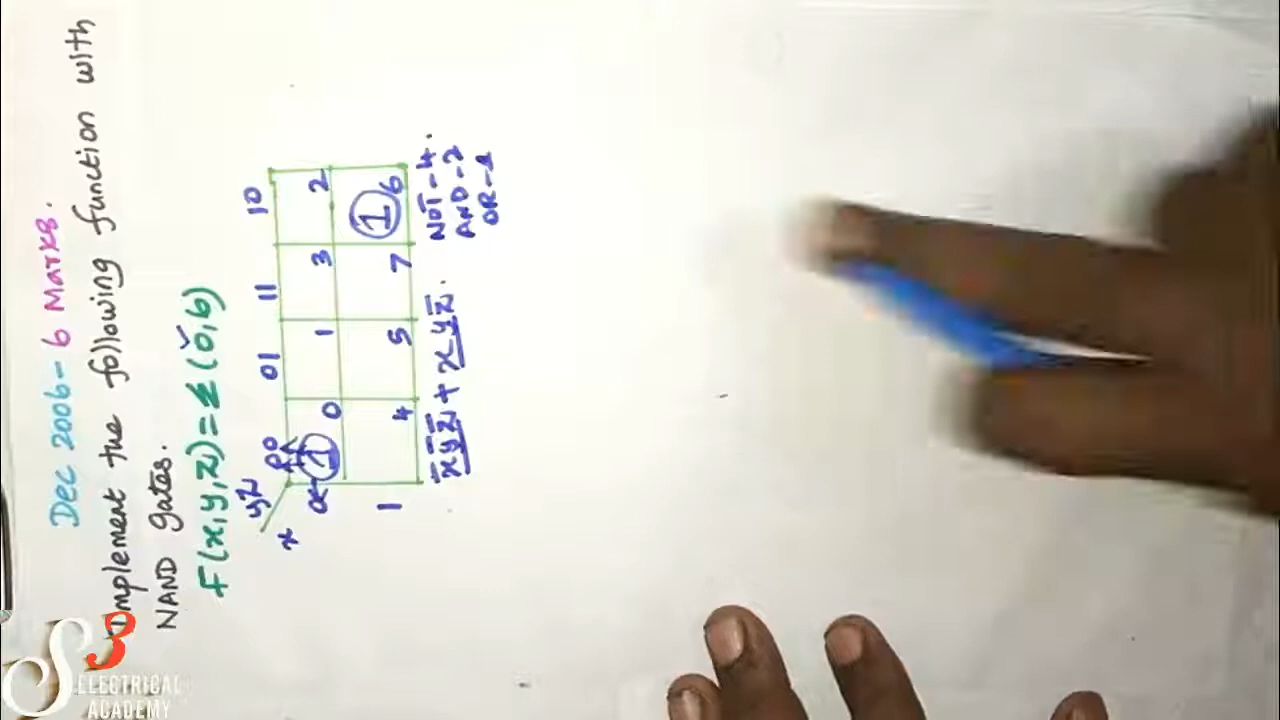 Dec 2006 - 6 Marks.
Implement the following function with
NAND gates.
F(x,y,z)=Σ(0,6)
yz
x
00 01 11 10
0 1 0 1 3 2
1 4 5 7 1 6
x̅y̅z̅ + xyz̅.
NOT-4.
AND-2
OR-1
S3
ELECTRICAL
ACADEMY